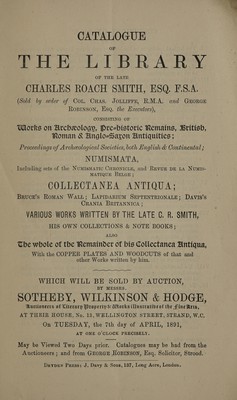 CATALOGUE
OF
THE LIBRARY
OF THE LATE
CHARLES ROACH SMITH, ESQ. F.S.A.
(Sold by order of COL. CHAS. JOLLIFFE, R.M.A. and GEORGE
ROBINSON, ESQ. the Executors),
CONSISTING OF
Works on Archæology, Pre-historic Remains, British,
Roman & Anglo-Saxon Antiquities;
Proceedings of Archæological Societies, both English & Continental;
NUMISMATA,
Including sets of the NUMISMATIC CHRONICLE, and REVUE DE LA NUMIS-
MATIQUE BELGE;
COLLECTANEA ANTIQUA;
BRUCE'S ROMAN WALL; LAPIDARIUM SEPTENTRIONALE; DAVIS'S
CRANIA BRITANNICA;
VARIOUS WORKS WRITTEN BY THE LATE C. R. SMITH,
HIS OWN COLLECTIONS & NOTE BOOKS;
ALSO
The whole of the Remainder of his Collectanea Antiqua,
With the COPPER PLATES AND WOODCUTS of that and
other Works written by him.
WHICH WILL BE SOLD BY AUCTION,
BY MESSRS.
SOTHEBY, WILKINSON & HODGE,
Auctioneers of Literary Property & Works illustrative of the Fine Arts,
AT THEIR HOUSE, No. 13, WELLINGTON STREET, STRAND, W.C.
On TUESDAY, the 7th day of APRIL, 1891,
AT ONE O'CLOCK PRECISELY.
May be Viewed Two Days prior. Catalogues may be had from the
Auctioneers; and from GEORGE ROBINSON, Esq. Solicitor, Strood.
DRYDEN PRESS: J. Davy & Sons, 137, Long Acre, London.